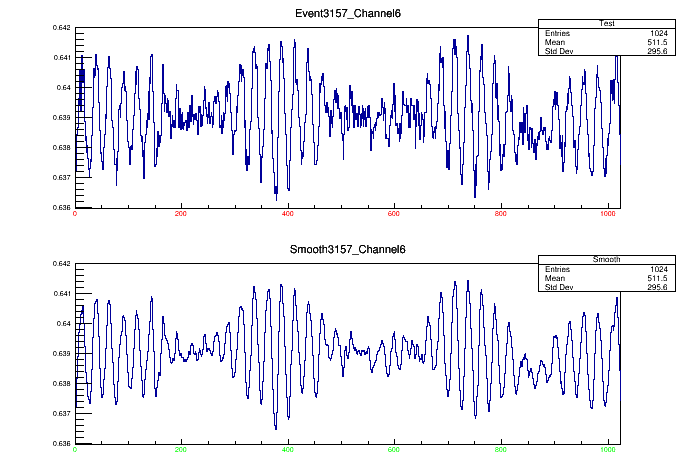 Event3157_Channel6
Test
Entries 1024
Mean 511.5
Std Dev 295.6
0.642
0.641
0.64
0.639
0.638
0.637
0.636
0 200 400 600 800 1000
Smooth3157_Channel6
Smooth
Entries 1024
Mean 511.5
Std Dev 295.6
0.642
0.641
0.64
0.639
0.638
0.637
0.636
0 200 400 600 800 1000